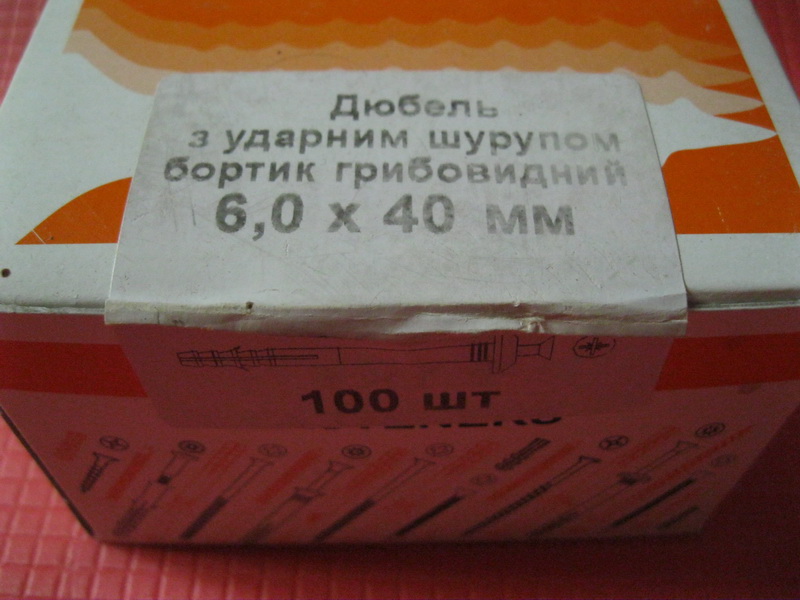 Дюбель
з ударним шурупом
бортик грибовидний
6,0 x 40 мм
100 шт